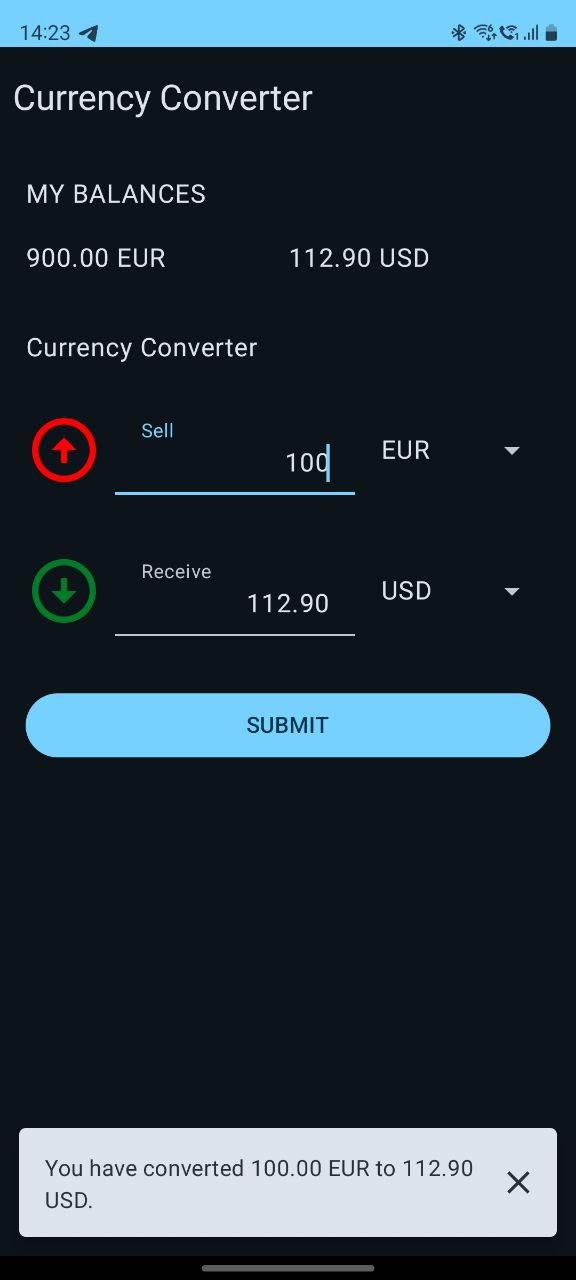 14:23
Currency Converter
MY BALANCES
900.00 EUR 112.90 USD
Currency Converter
Sell
100 EUR
Receive
112.90 USD
SUBMIT
You have converted 100.00 EUR to 112.90
USD.